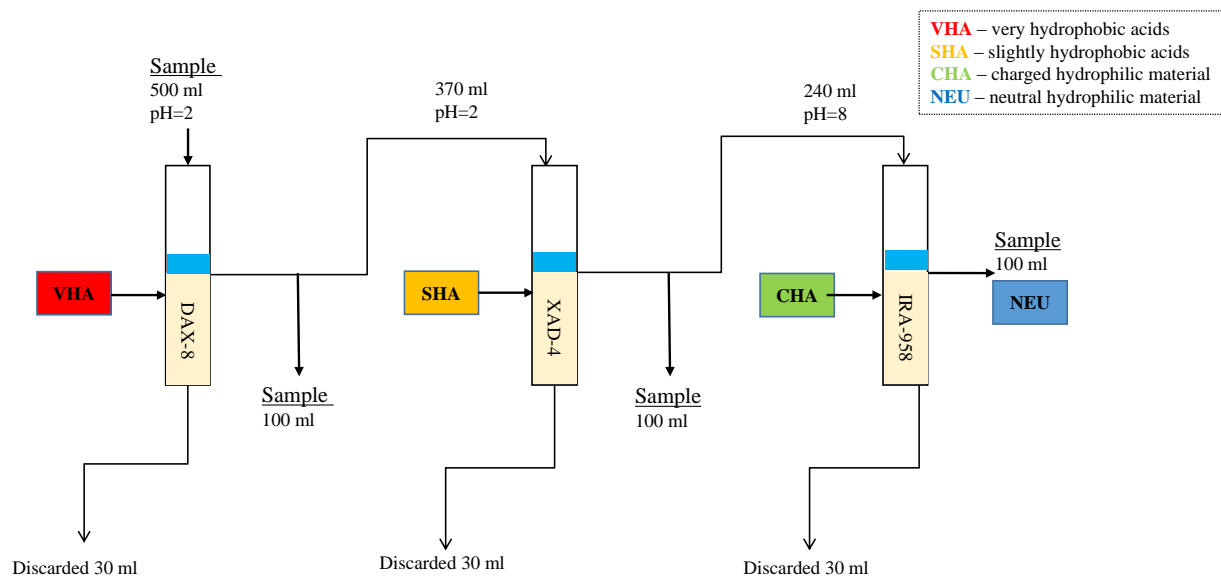 VHA – very hydrophobic acids
SHA – slightly hydrophobic acids
CHA – charged hydrophilic material
NEU – neutral hydrophilic material
Sample
500 ml
pH=2
370 ml
pH=2
240 ml
pH=8
VHA
DAX-8
SHA
XAD-4
CHA
IRA-958
Sample
100 ml
NEU
Sample
100 ml
Sample
100 ml
Discarded 30 ml
Discarded 30 ml
Discarded 30 ml